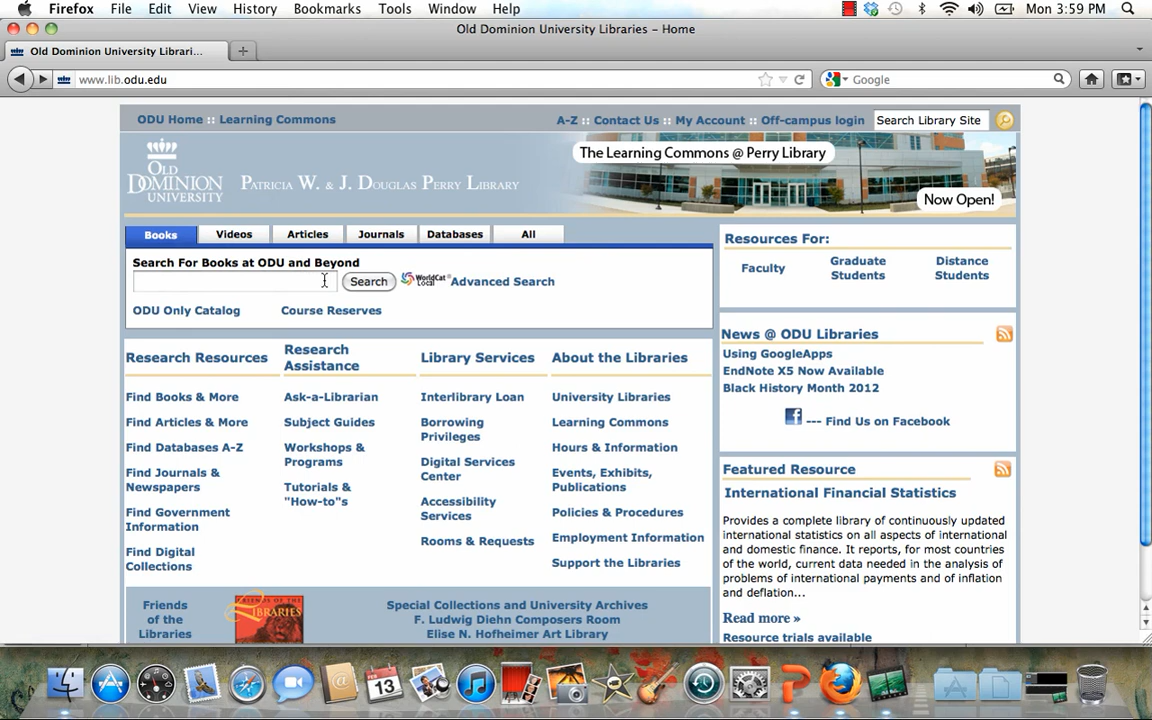 Firefox File Edit View History Bookmarks Tools Window Help Mon 3:59 PM
Old Dominion University Libraries – Home
Old Dominion University Librari...
www.lib.odu.edu
Google
ODU Home :: Learning Commons
A-Z :: Contact Us :: My Account :: Off-campus login
Search Library Site
OLD DOMINION UNIVERSITY
PATRICIA W. & J. DOUGLAS PERRY LIBRARY
The Learning Commons @ Perry Library
Now Open!
Books Videos Articles Journals Databases All
Search For Books at ODU and Beyond
Search
WorldCat Local
Advanced Search
ODU Only Catalog
Course Reserves
Research Resources
Find Books & More
Find Articles & More
Find Databases A-Z
Find Journals &
Newspapers
Find Government
Information
Find Digital
Collections
Research
Assistance
Ask-a-Librarian
Subject Guides
Workshops &
Programs
Tutorials &
"How-to"s
Library Services
Interlibrary Loan
Borrowing
Privileges
Digital Services
Center
Accessibility
Services
Rooms & Requests
About the Libraries
University Libraries
Learning Commons
Hours & Information
Events, Exhibits,
Publications
Policies & Procedures
Employment Information
Support the Libraries
Friends
of the
Libraries
FRIENDS OF THE
LIBRARIES
Special Collections and University Archives
F. Ludwig Diehn Composers Room
Elise N. Hofheimer Art Library
Resources For:
Faculty
Graduate
Students
Distance
Students
News @ ODU Libraries
Using GoogleApps
EndNote X5 Now Available
Black History Month 2012
--- Find Us on Facebook
Featured Resource
International Financial Statistics
Provides a complete library of continuously updated
international statistics on all aspects of international
and domestic finance. It reports, for most countries
of the world, current data needed in the analysis of
problems of international payments and of inflation
and deflation...
Read more »
Resource trials available
13